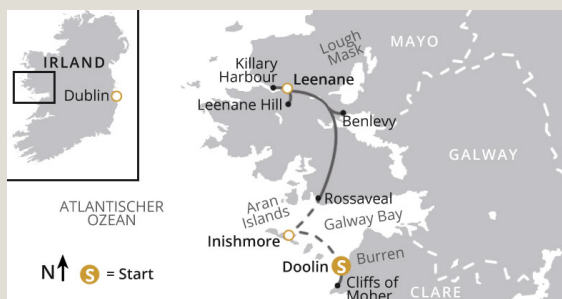 IRLAND
Dublin
ATLANTISCHER
OZEAN
N
S = Start
MAYO
Lough
Mask
Killary
Harbour
Leenane
Leenane Hill
Benlevy
GALWAY
Rossaveal
Aran
Islands
Galway Bay
Inishmore
Burren
Doolin S
Cliffs of
Moher
CLARE